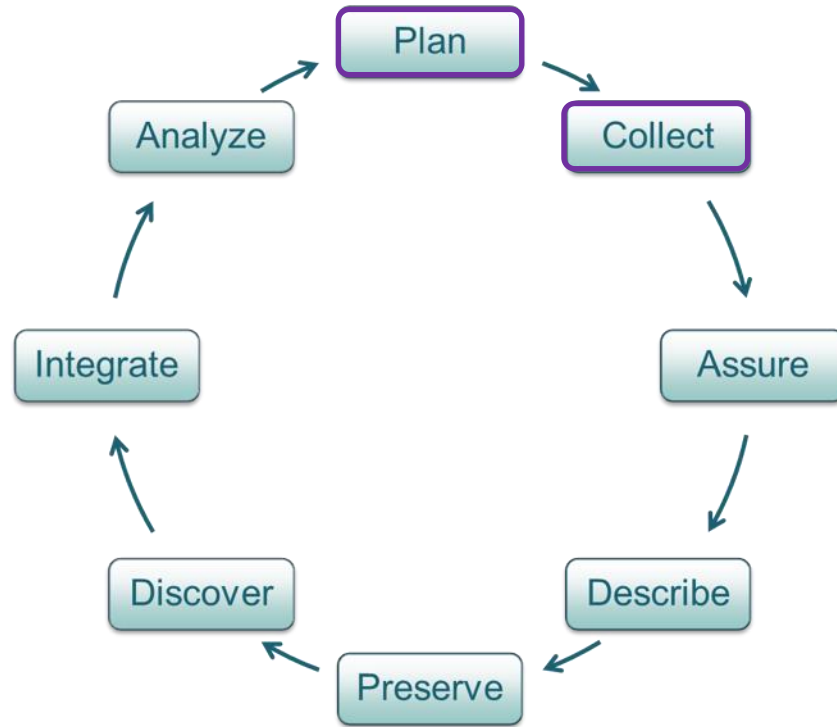 Plan
Collect
Assure
Describe
Preserve
Discover
Integrate
Analyze